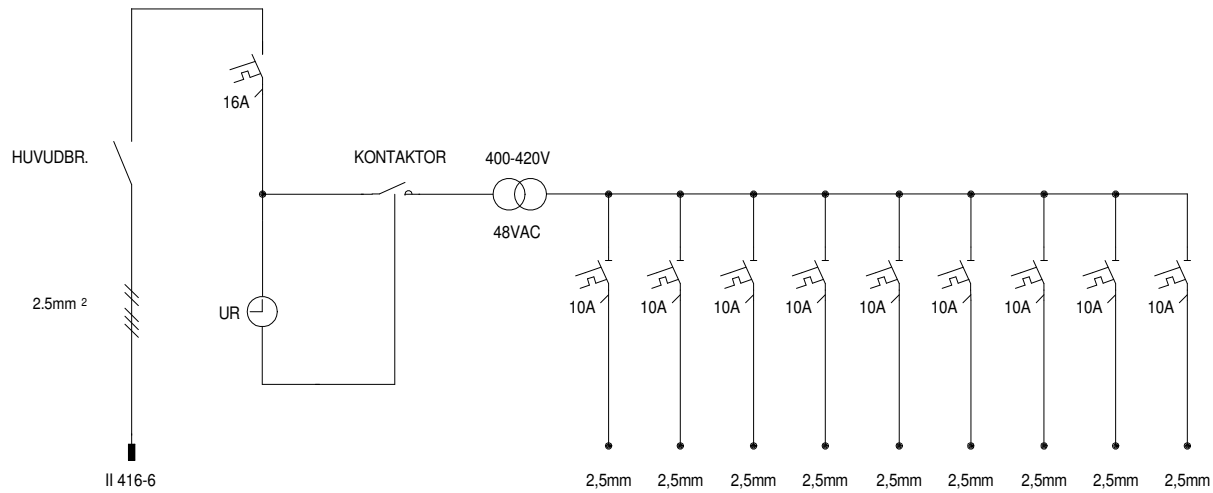 16A
HUVUDBR.
KONTAKTOR
400-420V
48VAC
2.5mm 2
UR
10A 10A 10A 10A 10A 10A 10A 10A 10A
II 416-6
2,5mm 2,5mm 2,5mm 2,5mm 2,5mm 2,5mm 2,5mm 2,5mm 2,5mm